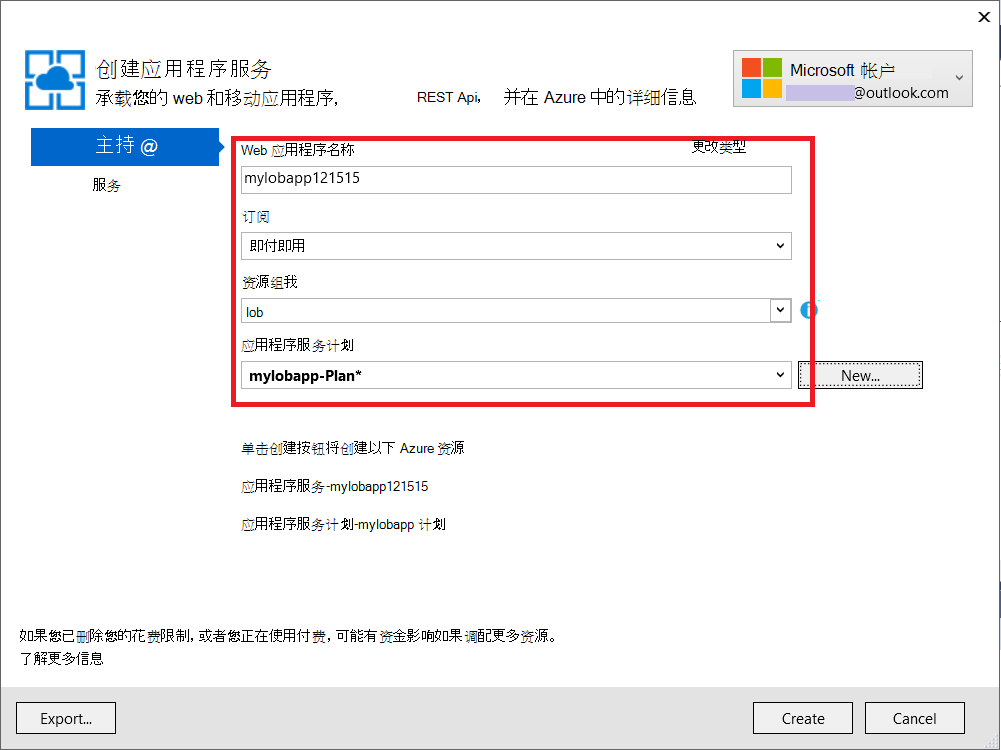 创建应用程序服务
承载您的 web 和移动应用程序, REST Api, 并在 Azure 中的详细信息
Microsoft 帐户
@outlook.com
主持 @
服务
Web 应用程序名称 更改类型
mylobapp121515
订阅
即付即用
资源组我
lob
应用程序服务计划
mylobapp-Plan*
New...
单击创建按钮将创建以下 Azure 资源
应用程序服务-mylobapp121515
应用程序服务计划-mylobapp 计划
如果您已删除您的花费限制, 或者您正在使用付费, 可能有资金影响如果调配更多资源。
了解更多信息
Export...
Create
Cancel